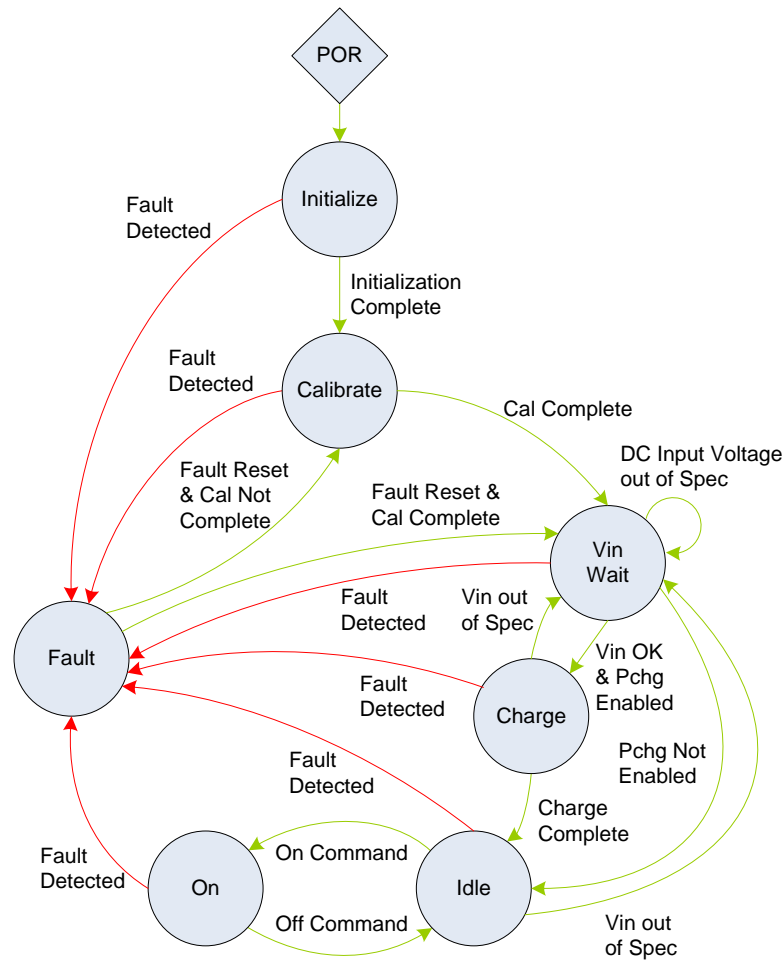 POR
Initialize
Fault
Detected
Initialization
Complete
Fault
Detected
Calibrate
Cal Complete
DC Input Voltage
out of Spec
Fault Reset
& Cal Not
Complete
Fault Reset &
Cal Complete
Vin
Wait
Fault
Detected
Vin out
of Spec
Fault
Vin OK
& Pchg
Enabled
Fault
Detected
Charge
Pchg Not
Enabled
Fault
Detected
Charge
Complete
Fault
Detected
On Command
On
Idle
Off Command
Vin out
of Spec